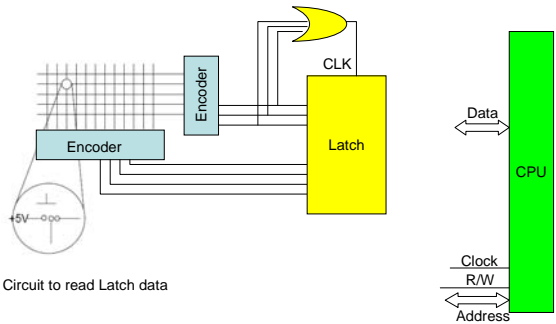 CLK
Encoder
Latch
Encoder
+5V
Circuit to read Latch data
Data
CPU
Clock
R/W
Address